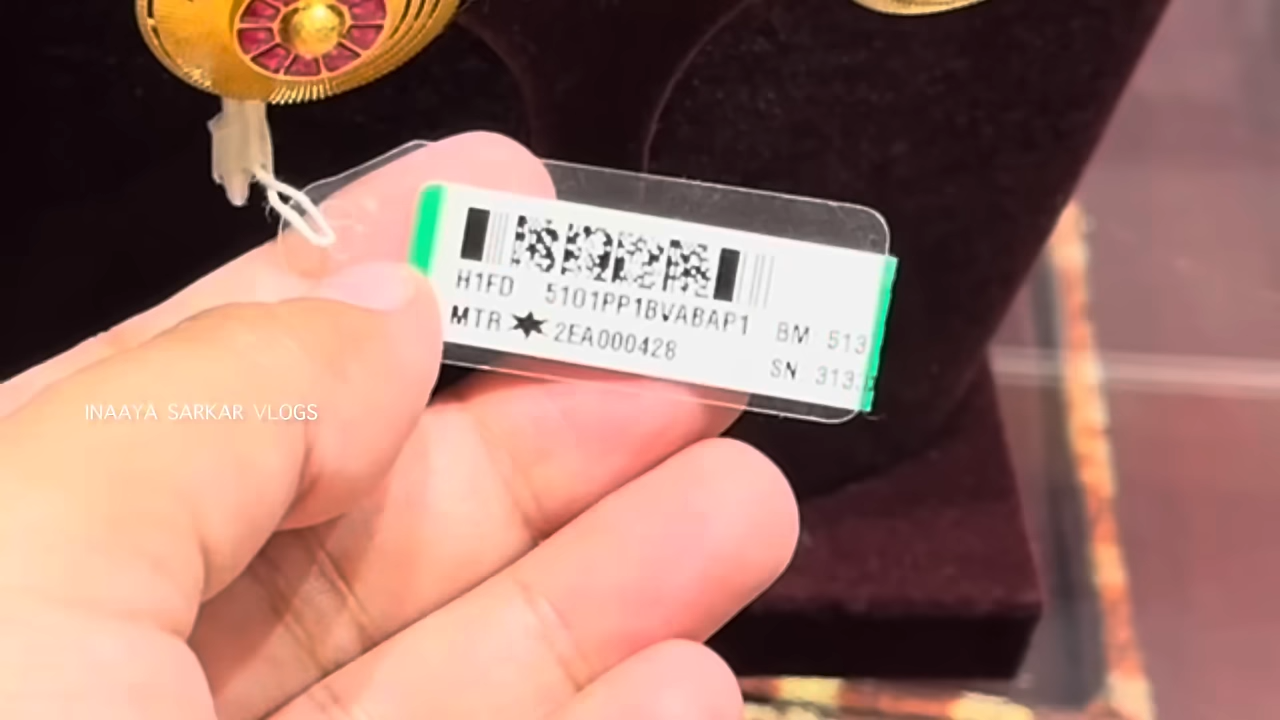 H1FD 5101PP1BVABAP1 BM 513
MTR ✶ 2EA000428 SN 313.
INAAYA SARKAR VLOGS